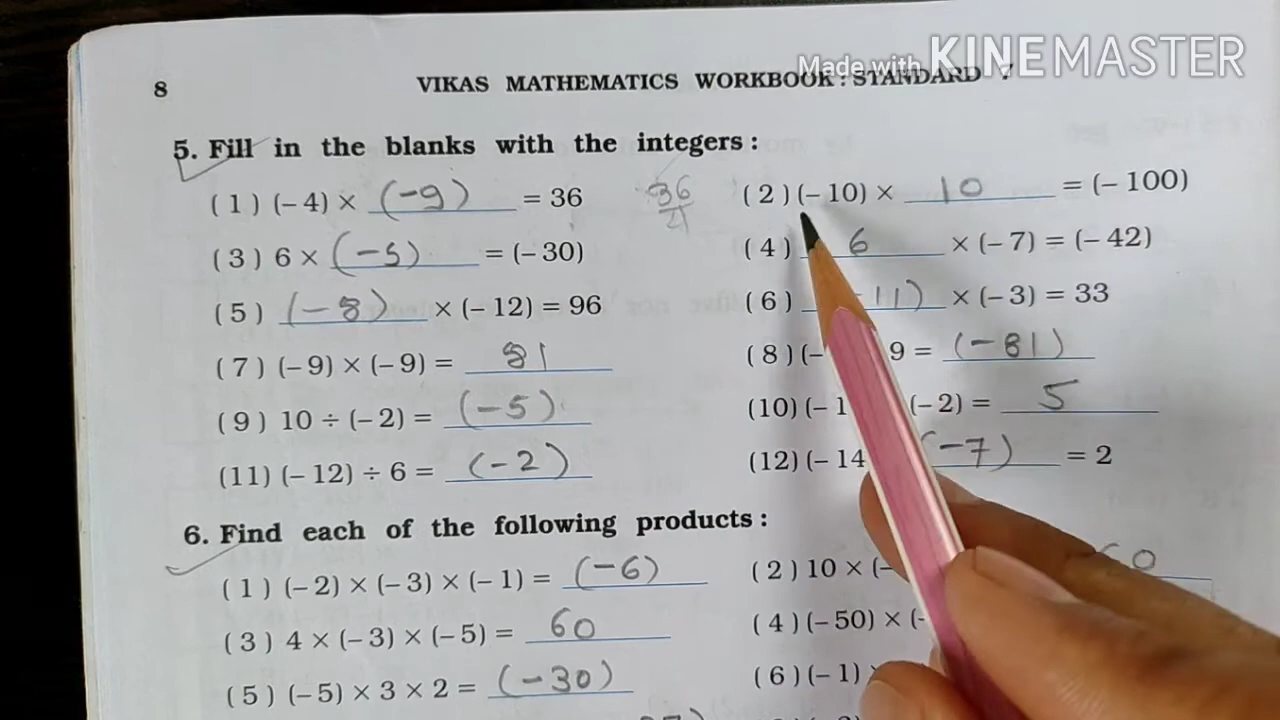 Made with KINEMASTER
8 VIKAS MATHEMATICS WORKBOOK : STANDARD 7
5. Fill in the blanks with the integers :
( 1 ) (– 4) × (-9) = 36
36/4
( 2 ) (– 10) × 10 = (– 100)
( 3 ) 6 × (-5) = (– 30)
( 4 ) 6 × (– 7) = (– 42)
( 5 ) (-8) × (– 12) = 96
( 6 ) 11) × (– 3) = 33
( 7 ) (– 9) × (– 9) = 81
( 8 ) (– 9 = (-81)
( 9 ) 10 ÷ (– 2) = (-5)
(10) (– 1 (– 2) = 5
(11) (– 12) ÷ 6 = (-2)
(12) (– 14 (-7) = 2
6. Find each of the following products :
( 1 ) (– 2) × (– 3) × (– 1) = (-6)
( 2 ) 10 × (– 0
( 3 ) 4 × (– 3) × (– 5) = 60
( 4 ) (– 50) × (-
( 5 ) (– 5) × 3 × 2 = (-30)
( 6 ) (– 1) ×